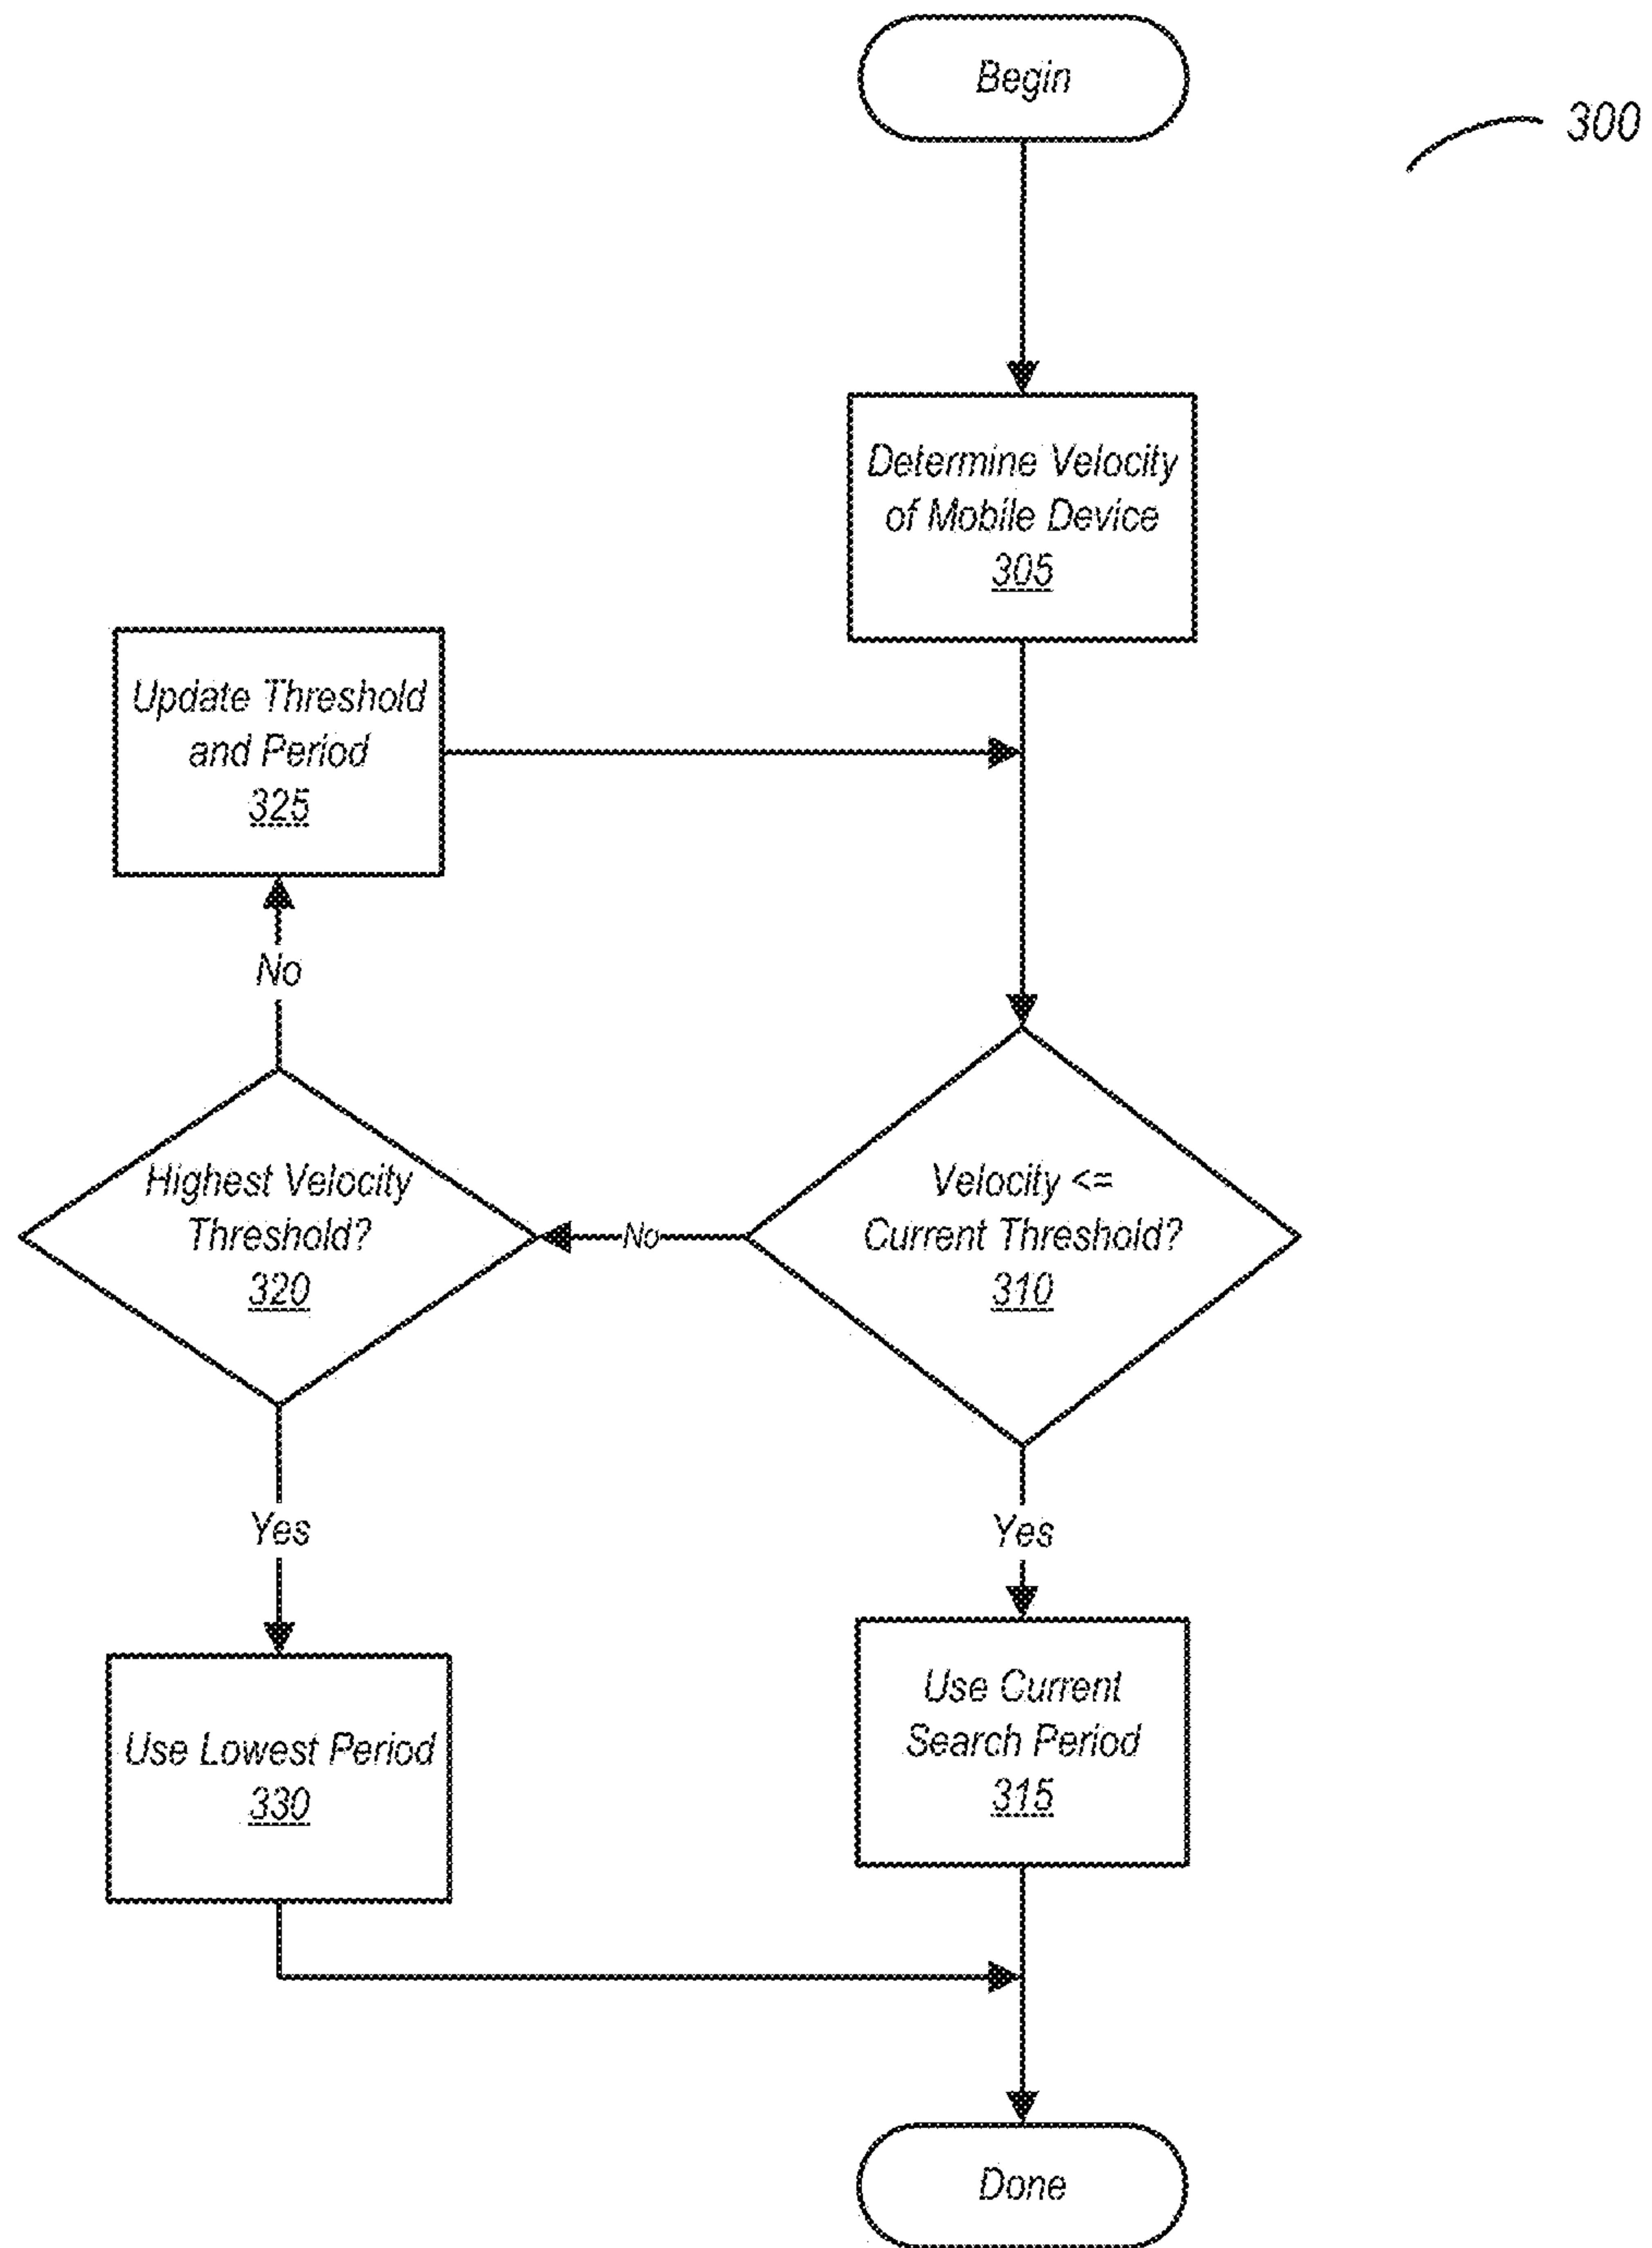 Begin
300
Determine Velocity
of Mobile Device
305
Update Threshold
and Period
325
No
Highest Velocity
Threshold?
320
No
Velocity <=
Current Threshold?
310
Yes
Yes
Use Lowest Period
330
Use Current
Search Period
315
Done